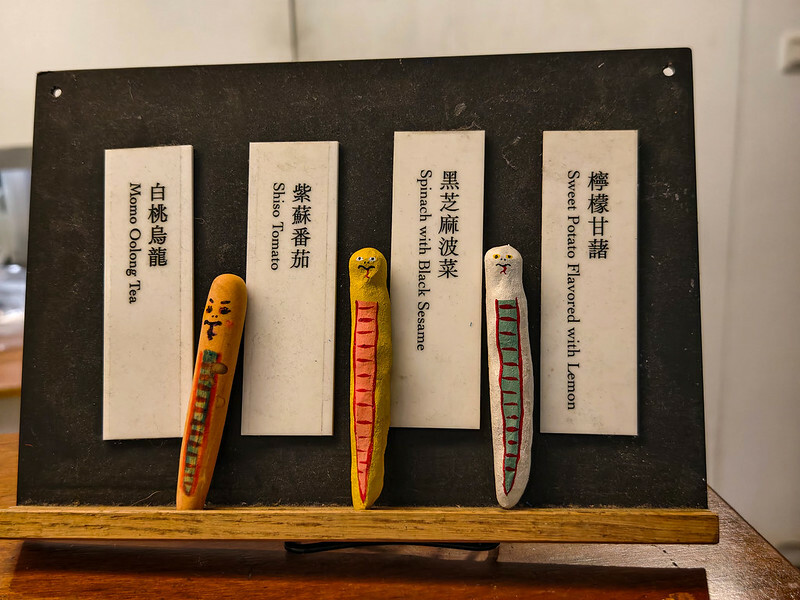 白桃烏龍
Momo Oolong Tea
紫蘇番茄
Shiso Tomato
黑芝麻波菜
Spinach with Black Sesame
檸檬甘藷
Sweet Potato Flavored with Lemon